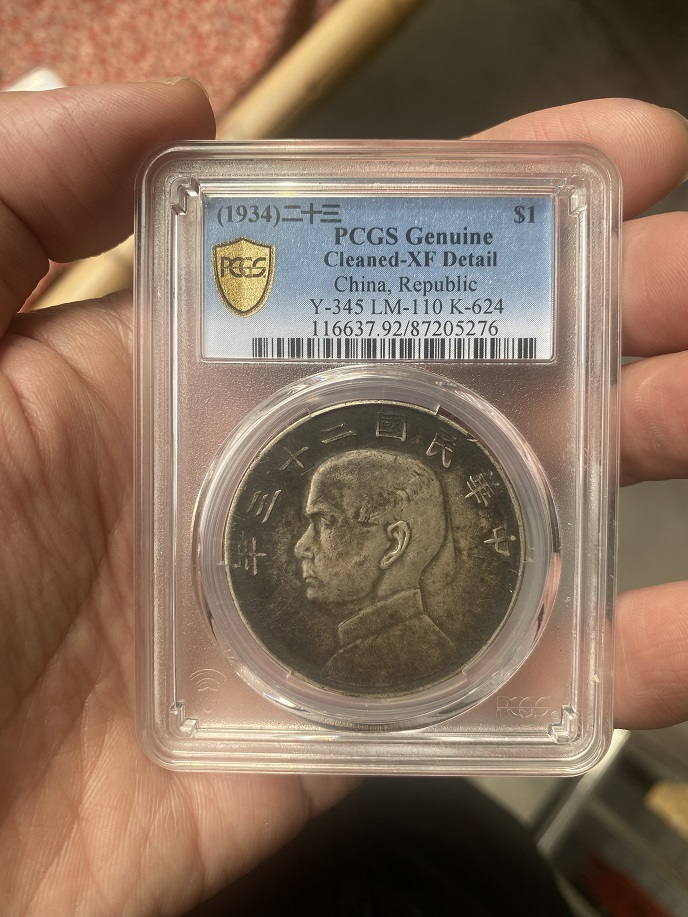 (1934)二十三 $1
PCGS Genuine
Cleaned-XF Detail
PCGS
China, Republic
Y-345 LM-110 K-624
116637.92/87205276
年三十二國民華中
PCGS